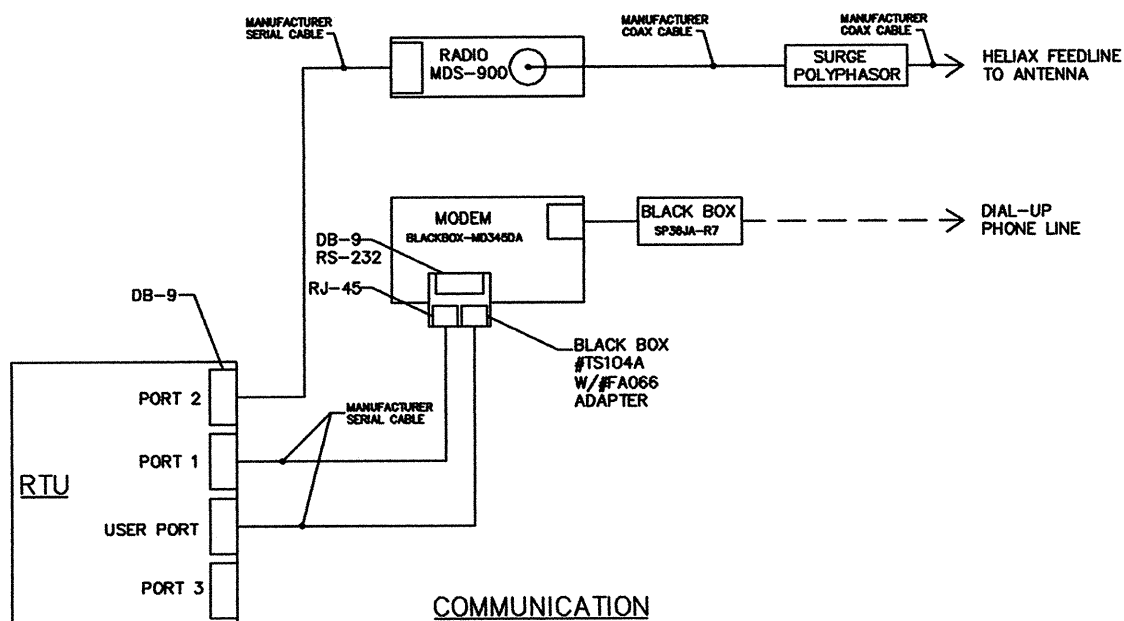 MANUFACTURER
SERIAL CABLE
MANUFACTURER
COAX CABLE
MANUFACTURER
COAX CABLE
RADIO
MDS-900
SURGE
POLYPHASOR
HELIAX FEEDLINE
TO ANTENNA
MODEM
BLACKBOX-MD345DA
BLACK BOX
SP36JA-R7
DIAL-UP
PHONE LINE
DB-9
RS-232
RJ-45
DB-9
BLACK BOX
#TS104A
W/#FA066
ADAPTER
PORT 2
MANUFACTURER
SERIAL CABLE
PORT 1
RTU
USER PORT
PORT 3
COMMUNICATION